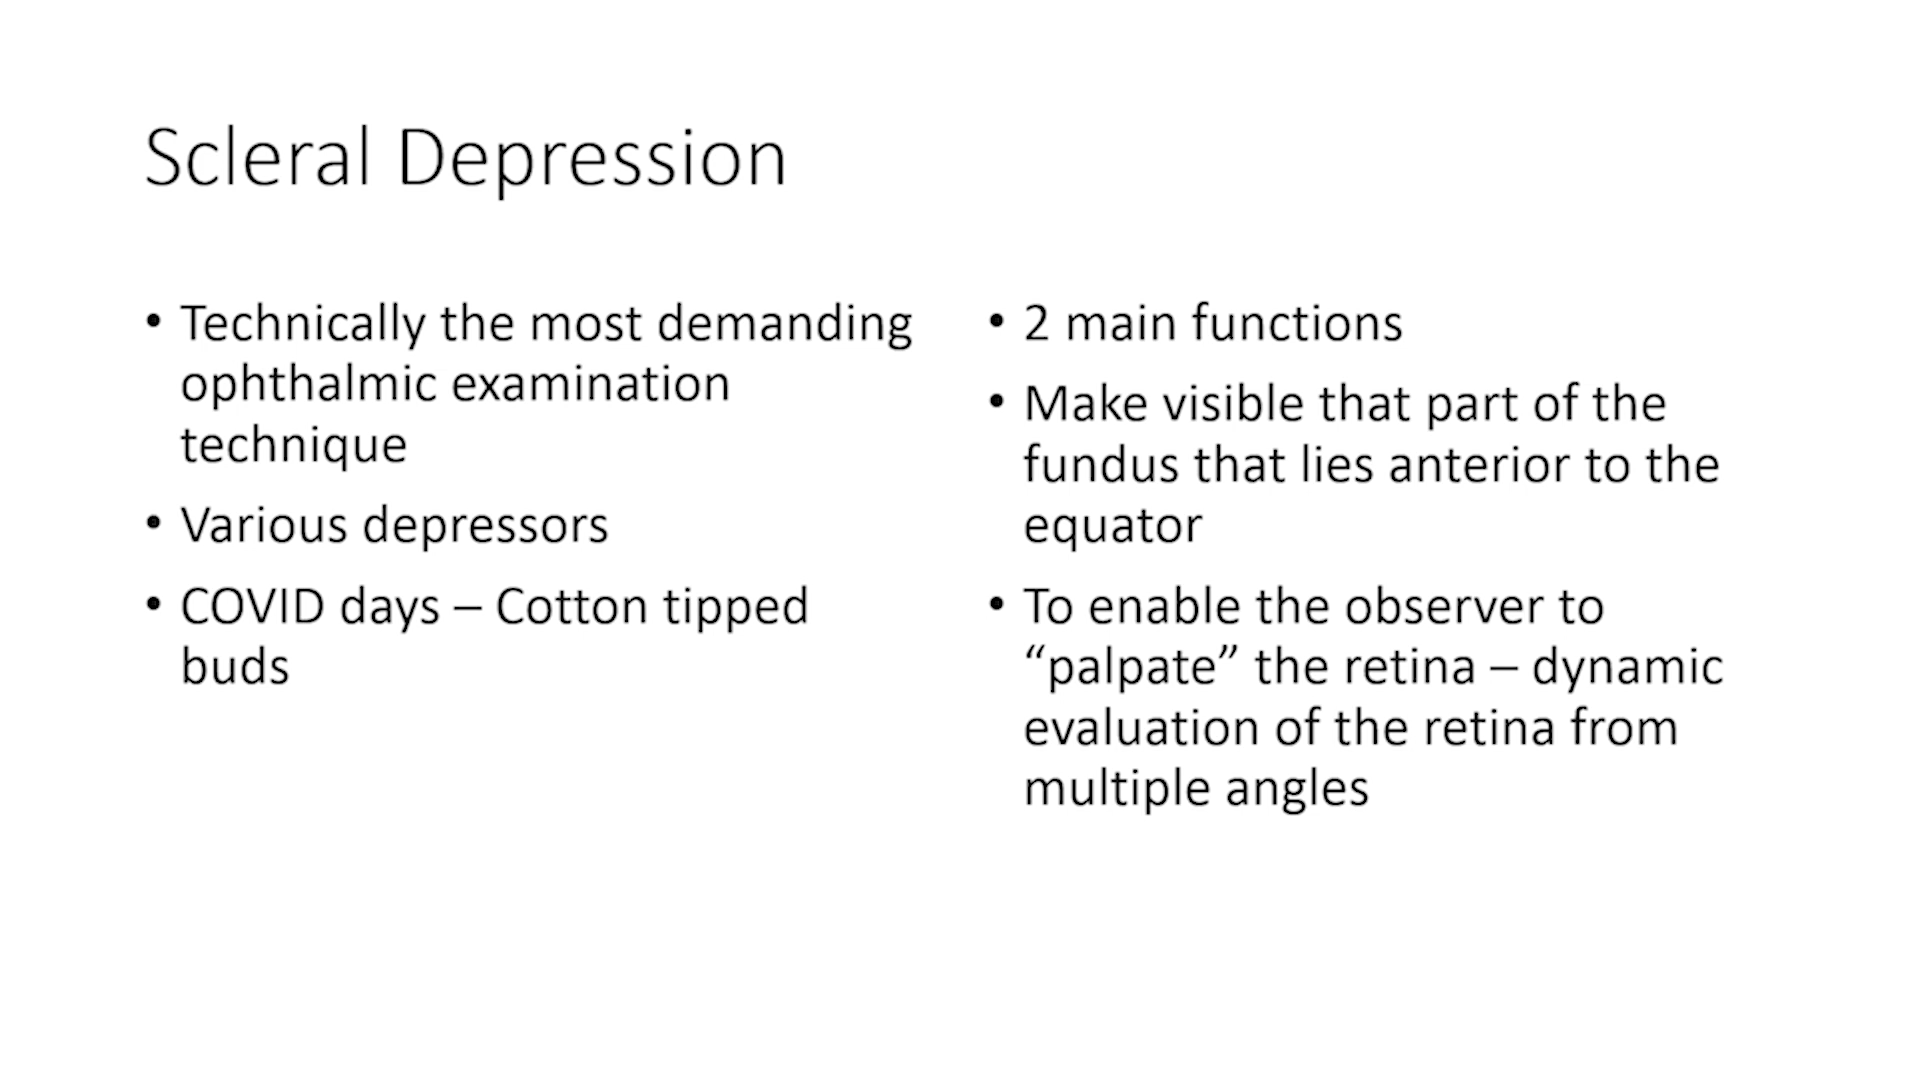 Scleral Depression
• Technically the most demanding
ophthalmic examination
technique
• Various depressors
• COVID days – Cotton tipped
buds
• 2 main functions
• Make visible that part of the
fundus that lies anterior to the
equator
• To enable the observer to
“palpate” the retina – dynamic
evaluation of the retina from
multiple angles